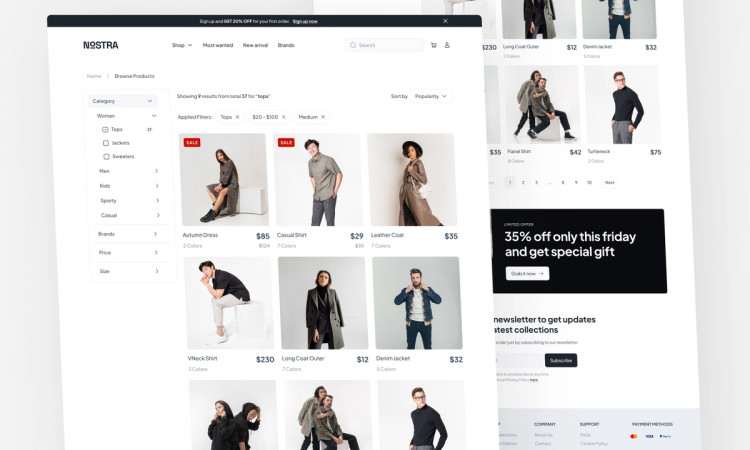 Sign up and GET 20% OFF for your first order. Sign up now
NOSTRA
Shop
Most wanted
New arrival
Brands
Search
Home
Browse Products
Category
Women
Tops
Jackets
Sweaters
Men
Kids
Sporty
Casual
Brands
Price
Size
Showing 9 results from total 37 for "tops"
Sort by
Popularity
Applied Filters:
Tops
$20 - $100
Medium
SALE
SALE
Autumn Dress
$85
2 Colors
$124
Casual Shirt
$29
7 Colors
Leather Coat
$35
7 Colors
VNeck Shirt
$230
3 Colors
Long Coat Outer
$12
7 Colors
Denim Jacket
$32
5 Colors
$230
Long Coat Outer
$12
7 Colors
Denim Jacket
$32
5 Colors
$35
Flanel Shirt
$42
8 Colors
Turtleneck
$75
2 Colors
1
2
3
...
8
9
10
Next
LIMITED OFFER
35% off only this friday
and get special gift
Grab it now
newsletter to get updates
atest collections
Subscribe
here
COMPANY
About Us
Contact
SUPPORT
FAQs
Cookie Policy
PAYMENT METHODS
VISA
PayPal